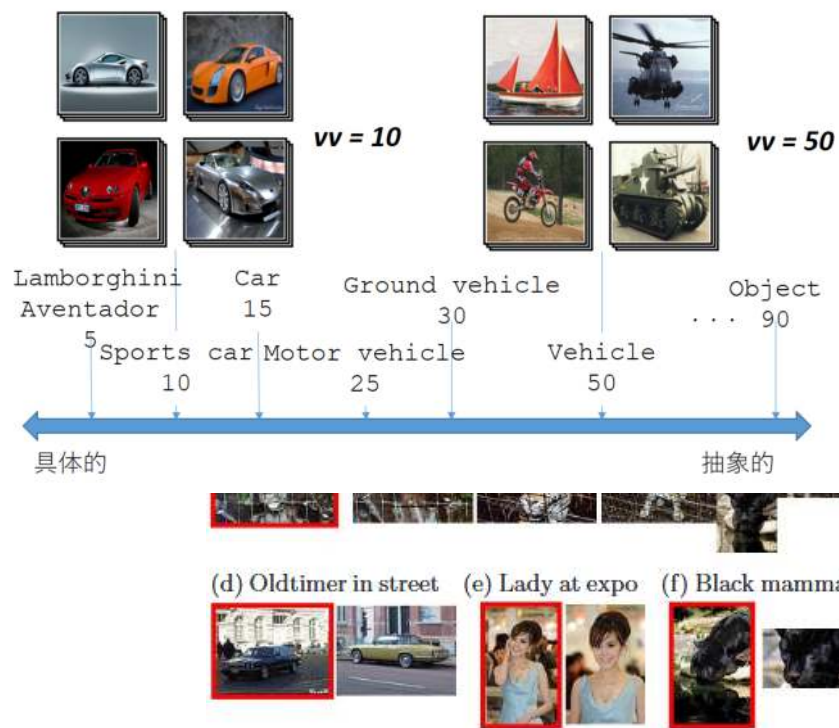 vv = 10
vv = 50
Lamborghini
Aventador
5
Car
15
Ground vehicle
30
Object
... 90
Sports car
10
Motor vehicle
25
Vehicle
50
具体的
抽象的
(d) Oldtimer in street
(e) Lady at expo
(f) Black mamma